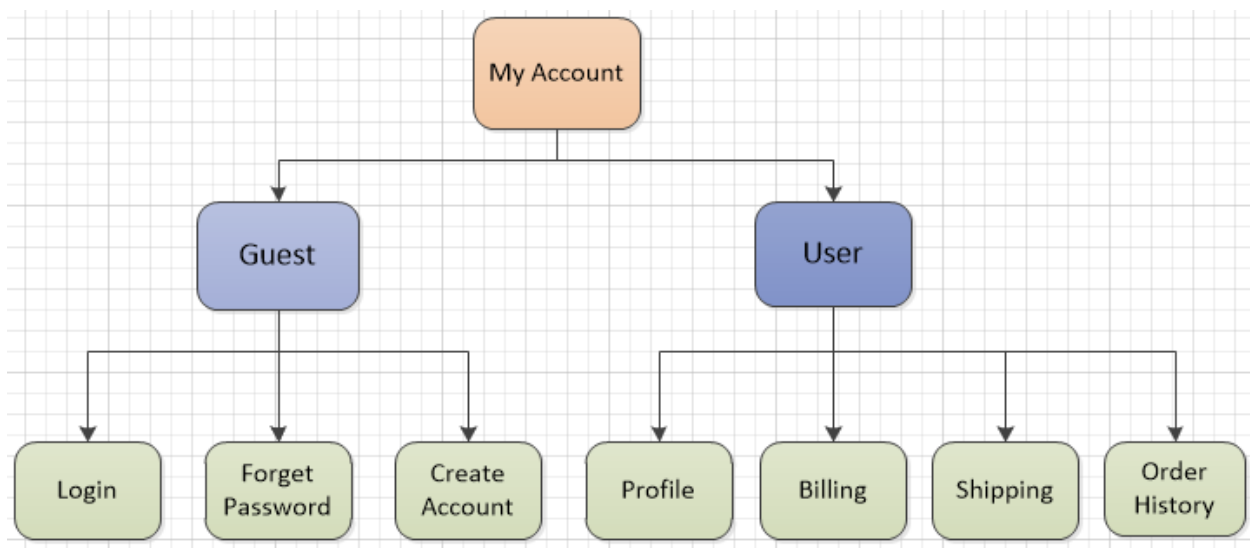 My Account
Guest
User
Login
Forget
Password
Create
Account
Profile
Billing
Shipping
Order
History